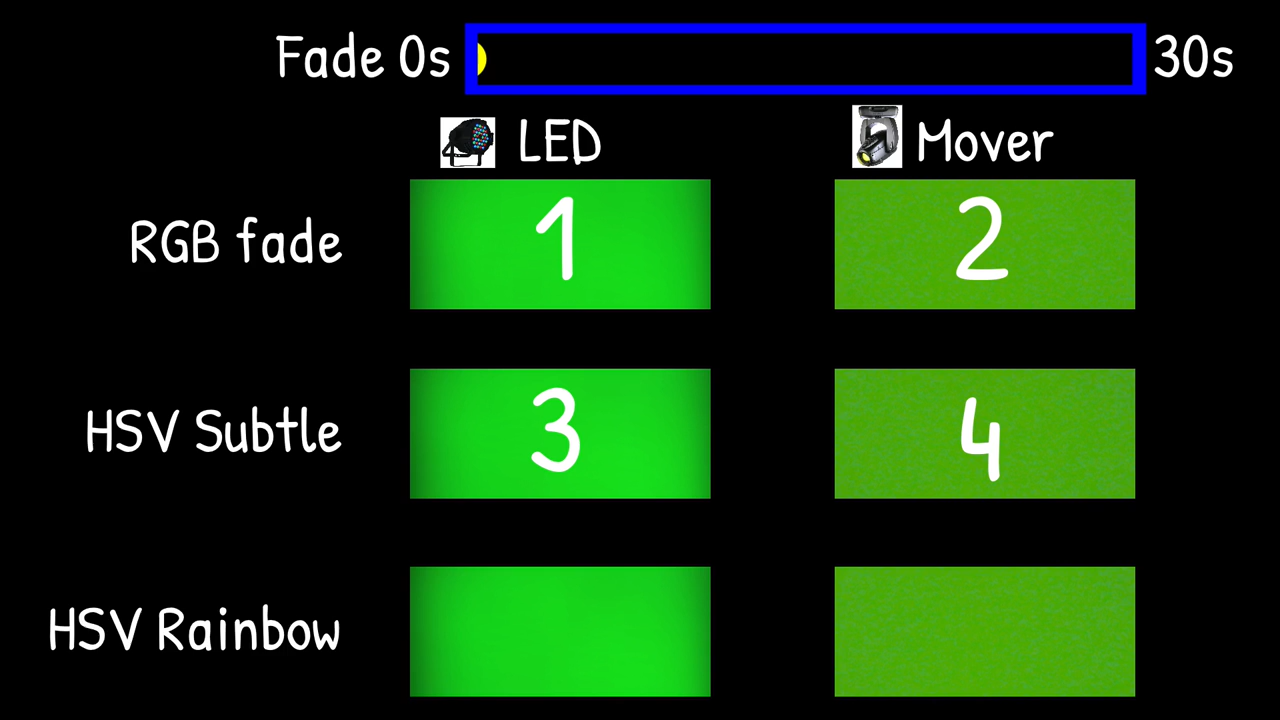 Fade 0s 30s
LED Mover
RGB fade 1 2
HSV Subtle 3 4
HSV Rainbow